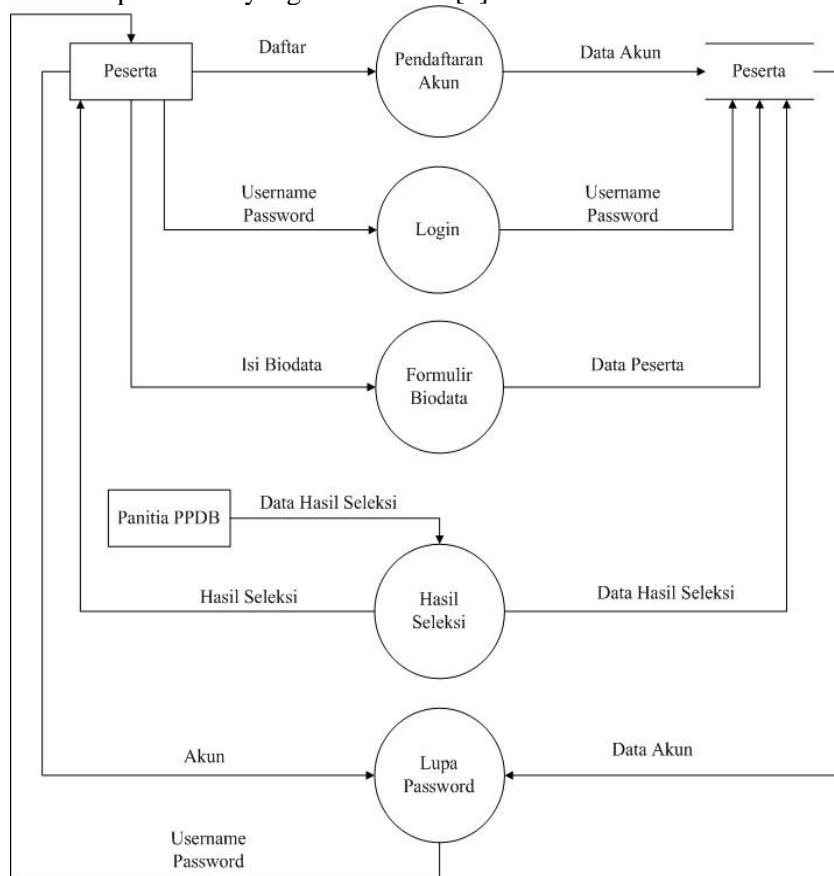 Daftar
Peserta
Pendaftaran
Akun
Data Akun
Peserta
Username
Password
Login
Username
Password
Isi Biodata
Formulir
Biodata
Data Peserta
Panitia PPDB
Data Hasil Seleksi
Hasil Seleksi
Hasil
Seleksi
Data Hasil Seleksi
Akun
Lupa
Password
Data Akun
Username
Password